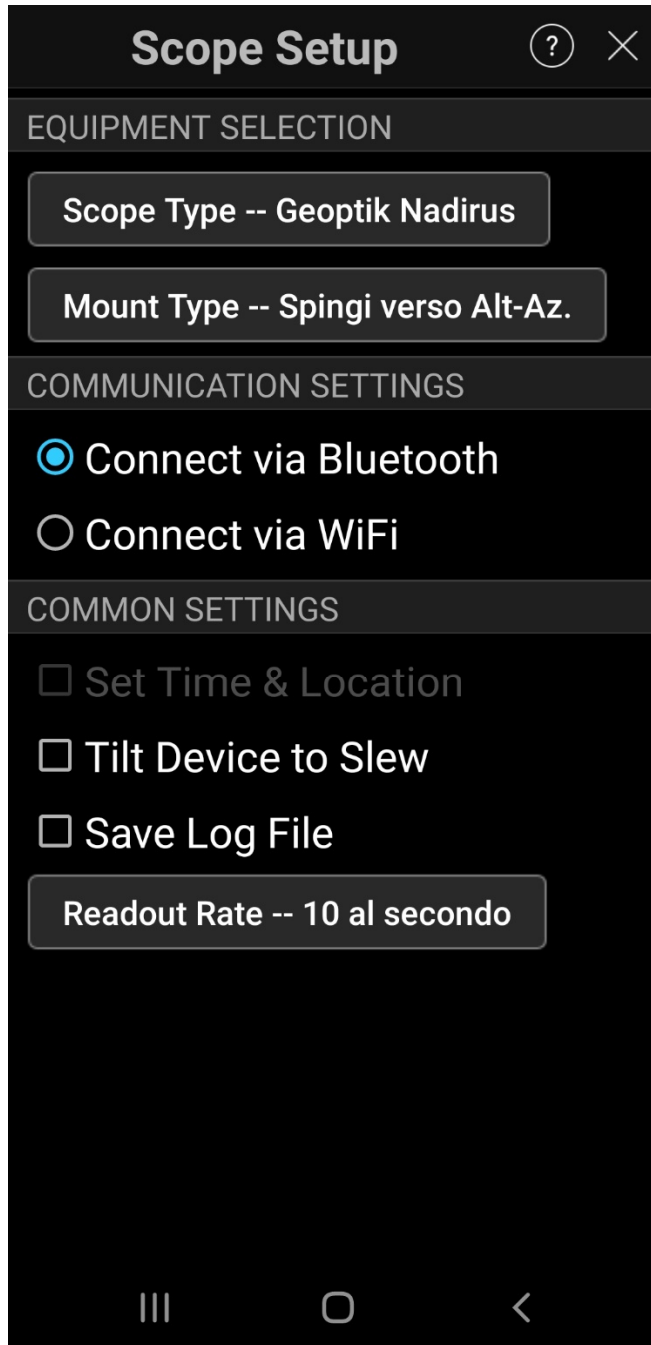 Scope Setup
EQUIPMENT SELECTION
Scope Type -- Geoptik Nadirus
Mount Type -- Spingi verso Alt-Az.
COMMUNICATION SETTINGS
Connect via Bluetooth
Connect via WiFi
COMMON SETTINGS
Set Time & Location
Tilt Device to Slew
Save Log File
Readout Rate -- 10 al secondo